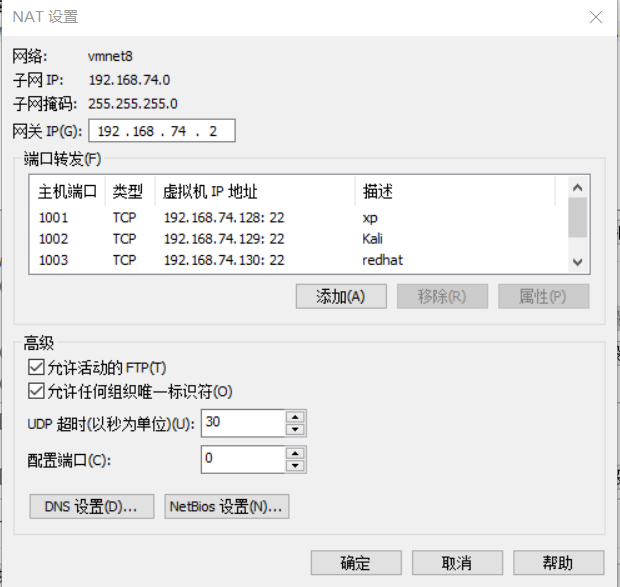 NAT 设置
网络: vmnet8
子网 IP: 192.168.74.0
子网掩码: 255.255.255.0
网关 IP(G): 192 . 168 . 74 . 2
端口转发(F)
主机端口 类型 虚拟机 IP 地址 描述
1001 TCP 192.168.74.128: 22 xp
1002 TCP 192.168.74.129: 22 Kali
1003 TCP 192.168.74.130: 22 redhat
添加(A) 移除(R) 属性(P)
高级
允许活动的 FTP(T)
允许任何组织唯一标识符(O)
UDP 超时(以秒为单位)(U): 30
配置端口(C): 0
DNS 设置(D)... NetBios 设置(N)...
确定 取消 帮助